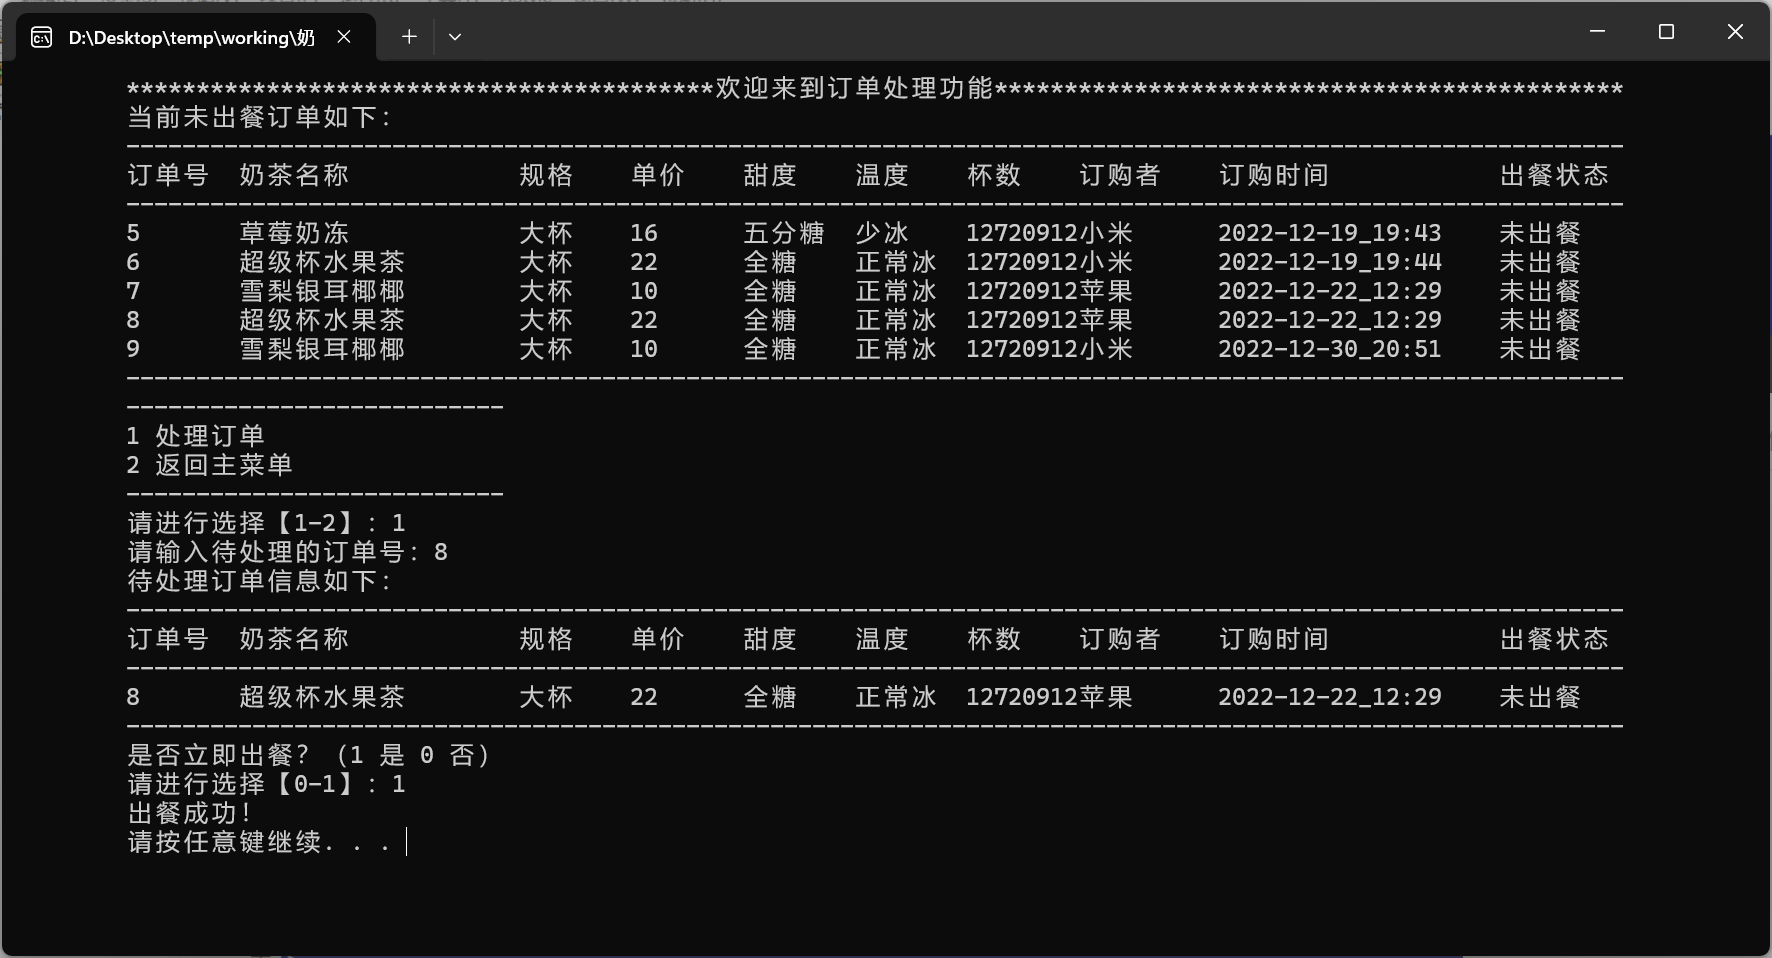 D:\Desktop\temp\working\奶
******************************************欢迎来到订单处理功能*********************************************
当前未出餐订单如下：
-----------------------------------------------------------------------------------------------------------
订单号 奶茶名称 规格 单价 甜度 温度 杯数 订购者 订购时间 出餐状态
-----------------------------------------------------------------------------------------------------------
5 草莓奶冻 大杯 16 五分糖 少冰 12720912小米 2022-12-19_19:43 未出餐
6 超级杯水果茶 大杯 22 全糖 正常冰 12720912小米 2022-12-19_19:44 未出餐
7 雪梨银耳椰椰 大杯 10 全糖 正常冰 12720912苹果 2022-12-22_12:29 未出餐
8 超级杯水果茶 大杯 22 全糖 正常冰 12720912苹果 2022-12-22_12:29 未出餐
9 雪梨银耳椰椰 大杯 10 全糖 正常冰 12720912小米 2022-12-30_20:51 未出餐
-----------------------------------------------------------------------------------------------------------
---------------------------
1 处理订单
2 返回主菜单
---------------------------
请进行选择【1-2】：1
请输入待处理的订单号：8
待处理订单信息如下：
-----------------------------------------------------------------------------------------------------------
订单号 奶茶名称 规格 单价 甜度 温度 杯数 订购者 订购时间 出餐状态
-----------------------------------------------------------------------------------------------------------
8 超级杯水果茶 大杯 22 全糖 正常冰 12720912苹果 2022-12-22_12:29 未出餐
-----------------------------------------------------------------------------------------------------------
是否立即出餐？（1 是 0 否）
请进行选择【0-1】：1
出餐成功！
请按任意键继续. . .